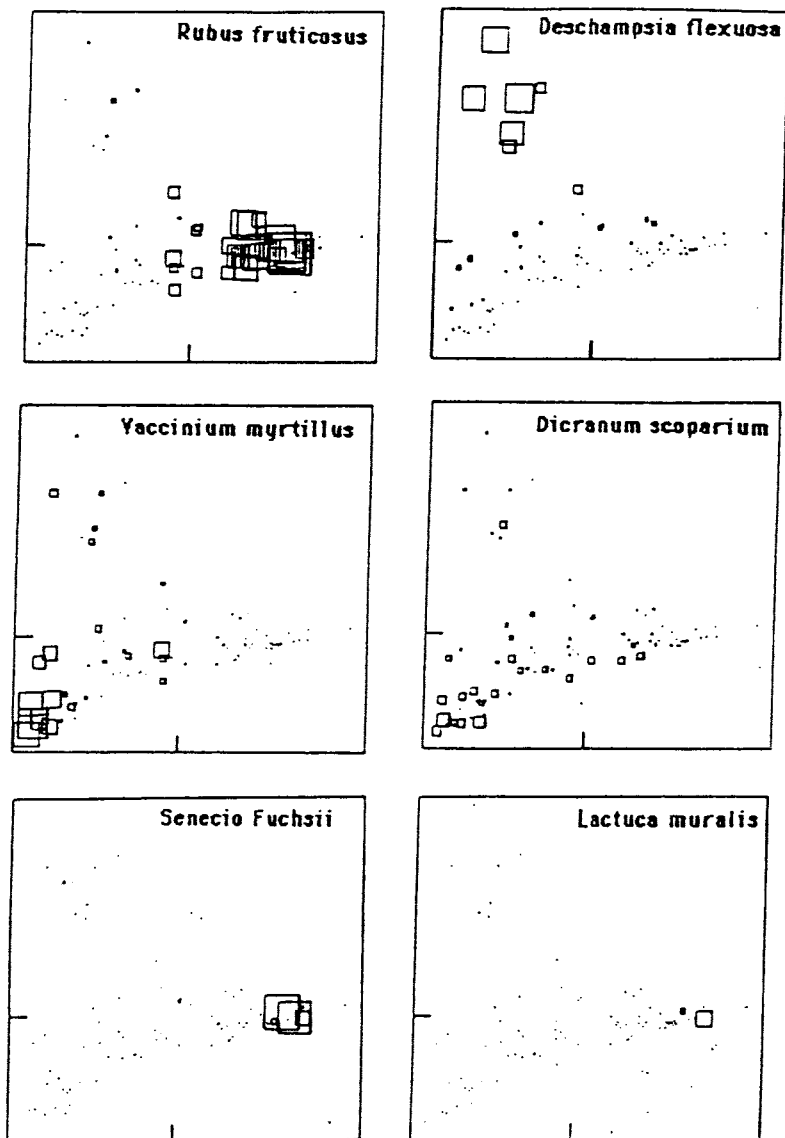 Rubus fruticosus
Deschampsia flexuosa
Vaccinium myrtillus
Dicranum scoparium
Senecio Fuchsii
Lactuca muralis